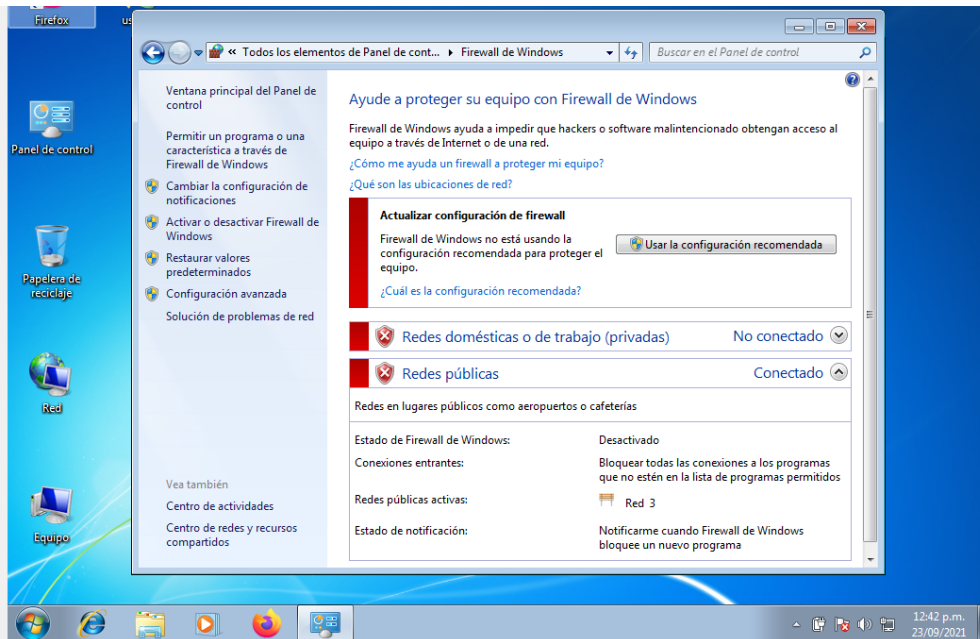 Firefox
us
Panel de control
Papelera de
reciclaje
Red
Equipo
« Todos los elementos de Panel de cont... ▸ Firewall de Windows
Buscar en el Panel de control
Ventana principal del Panel de
control
Permitir un programa o una
característica a través de
Firewall de Windows
Cambiar la configuración de
notificaciones
Activar o desactivar Firewall de
Windows
Restaurar valores
predeterminados
Configuración avanzada
Solución de problemas de red
Vea también
Centro de actividades
Centro de redes y recursos
compartidos
Ayude a proteger su equipo con Firewall de Windows
Firewall de Windows ayuda a impedir que hackers o software malintencionado obtengan acceso al
equipo a través de Internet o de una red.
¿Cómo me ayuda un firewall a proteger mi equipo?
¿Qué son las ubicaciones de red?
Actualizar configuración de firewall
Firewall de Windows no está usando la
configuración recomendada para proteger el
equipo.
Usar la configuración recomendada
¿Cuál es la configuración recomendada?
Redes domésticas o de trabajo (privadas) No conectado
Redes públicas Conectado
Redes en lugares públicos como aeropuertos o cafeterías
Estado de Firewall de Windows: Desactivado
Conexiones entrantes: Bloquear todas las conexiones a los programas
que no estén en la lista de programas permitidos
Redes públicas activas: Red 3
Estado de notificación: Notificarme cuando Firewall de Windows
bloquee un nuevo programa
12:42 p.m.
23/09/2021